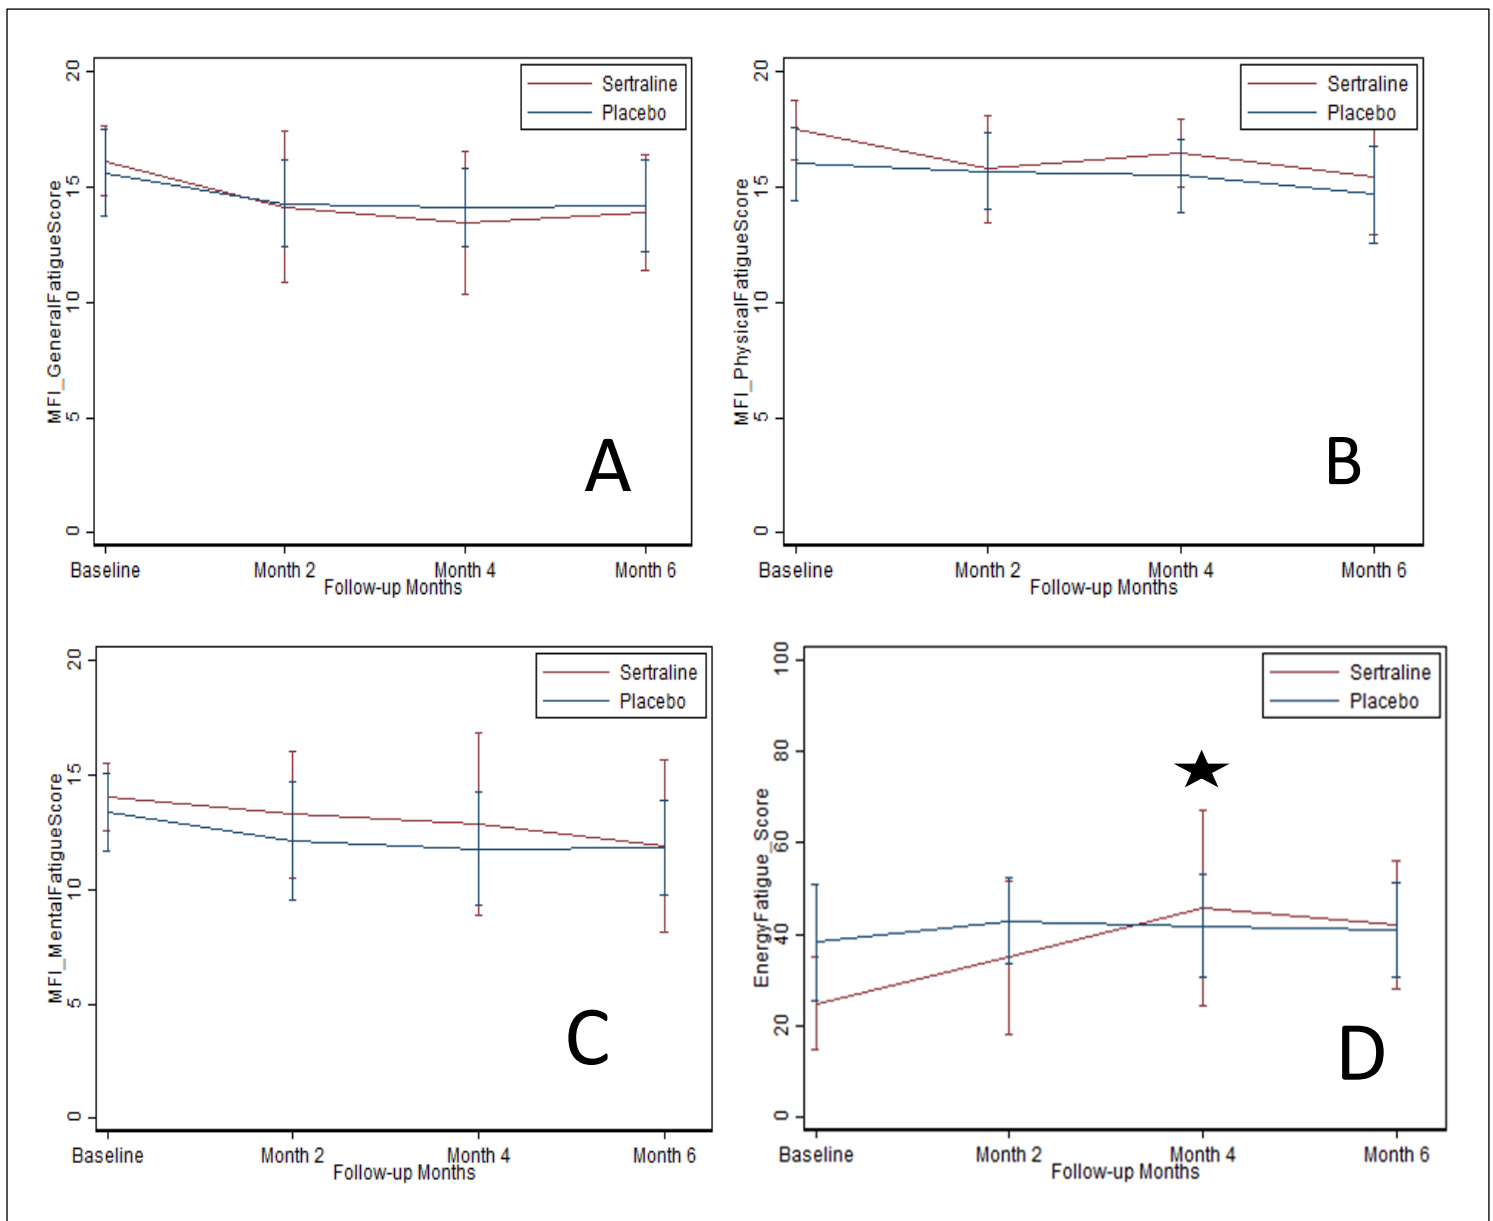 Sertraline
Placebo
20
15
10
5
0
MFI_GeneralFatigueScore
A
Baseline Month 2 Month 4 Month 6
Follow-up Months
Sertraline
Placebo
20
15
10
5
0
MFI_PhysicalFatigueScore
B
Baseline Month 2 Month 4 Month 6
Follow-up Months
Sertraline
Placebo
20
15
10
5
0
MFI_MentalFatigueScore
C
Baseline Month 2 Month 4 Month 6
Follow-up Months
Sertraline
Placebo
100
80
60
40
20
0
EnergyFatigue_Score
D
Baseline Month 2 Month 4 Month 6
Follow-up Months